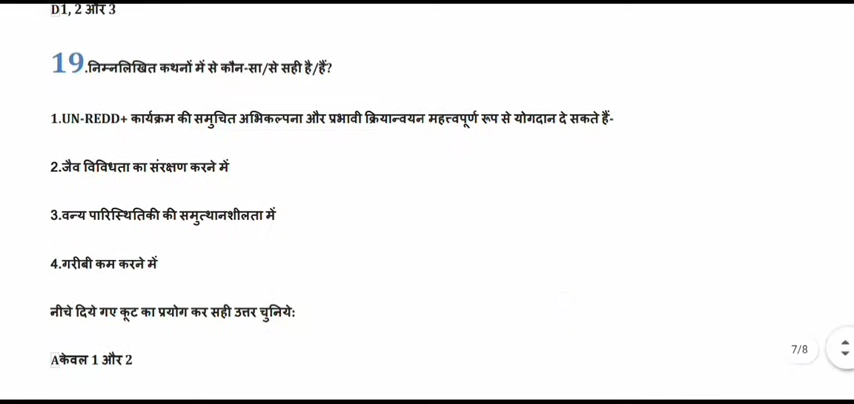 D1, 2 और 3
19.निम्नलिखित कथनों में से कौन-सा/से सही है/हैं?
1.UN-REDD+ कार्यक्रम की समुचित अभिकल्पना और प्रभावी क्रियान्वयन महत्त्वपूर्ण रूप से योगदान दे सकते हैं-
2.जैव विविधता का संरक्षण करने में
3.वन्य पारिस्थितिकी की समुत्थानशीलता में
4.गरीबी कम करने में
नीचे दिये गए कूट का प्रयोग कर सही उत्तर चुनिये:
Aकेवल 1 और 2
7/8